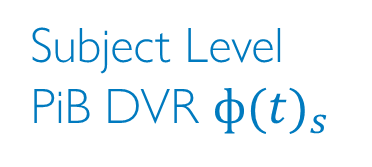 Subject Level
PiB DVR ϕ(t)ₛ